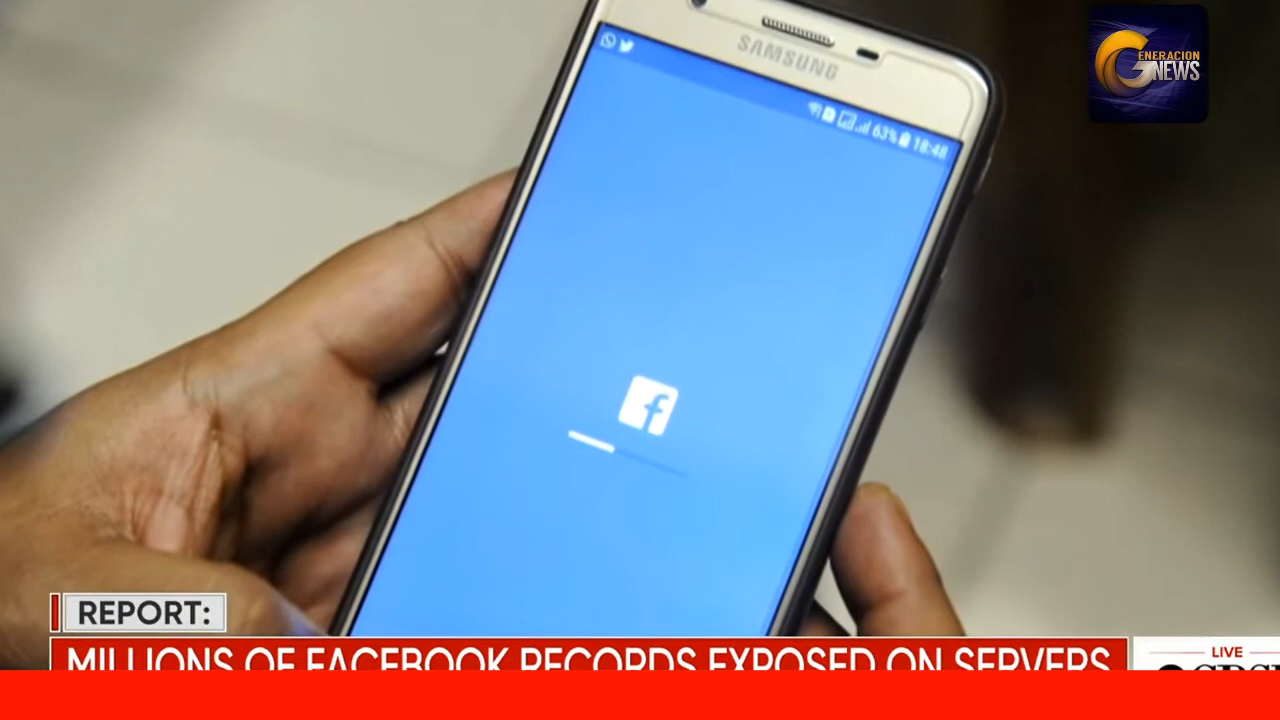 GENERACION
NEWS
SAMSUNG
63% 18:48
f
REPORT:
MILLIONS OF FACEBOOK RECORDS EXPOSED ON SERVERS
LIVE